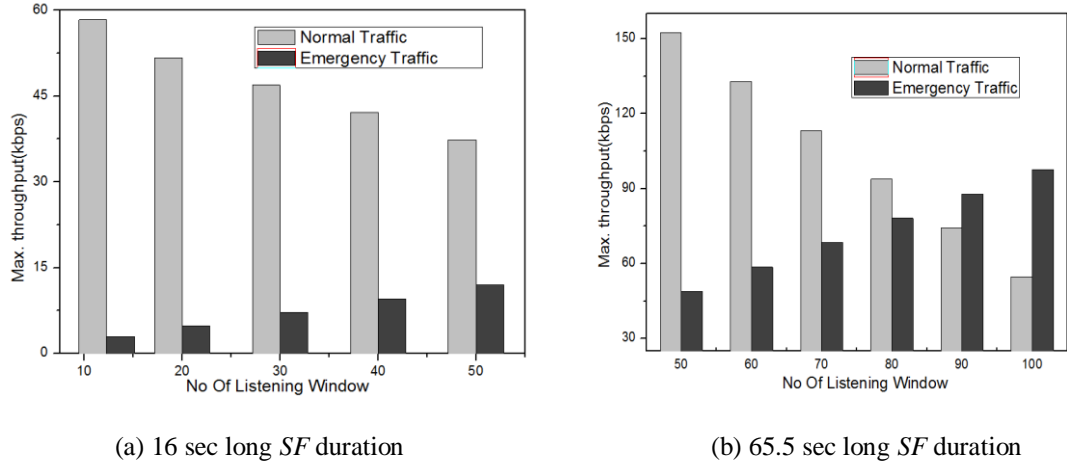 60
45
30
15
0
Max. throughput(kbps)
Normal Traffic
Emergency Traffic
10 20 30 40 50
No Of Listening Window
(a) 16 sec long SF duration
150
120
90
60
30
Max. throughput(kbps)
Normal Traffic
Emergency Traffic
50 60 70 80 90 100
No Of Listening Window
(b) 65.5 sec long SF duration